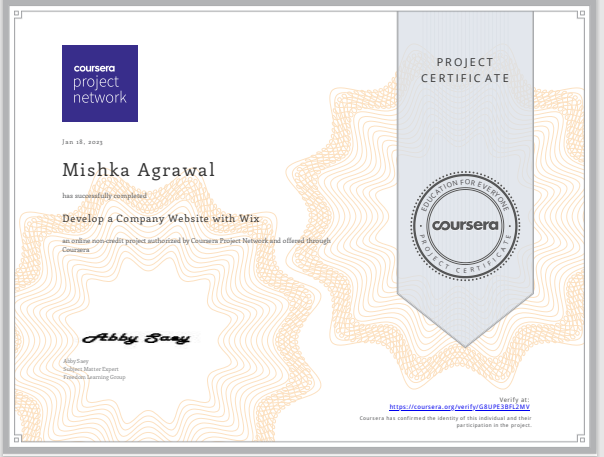 coursera
project
network
PROJECT
CERTIFICATE
Jan 18, 2023
Mishka Agrawal
has successfully completed
Develop a Company Website with Wix
an online non-credit project authorized by Coursera Project Network and offered through
Coursera
EDUCATION FOR EVERYONE
coursera
PROJECT CERTIFICATE
Abby Saey
Abby Saey
Subject Matter Expert
Freedom Learning Group
Verify at:
https://coursera.org/verify/G8UPE3BFL2MV
Coursera has confirmed the identity of this individual and their
participation in the project.